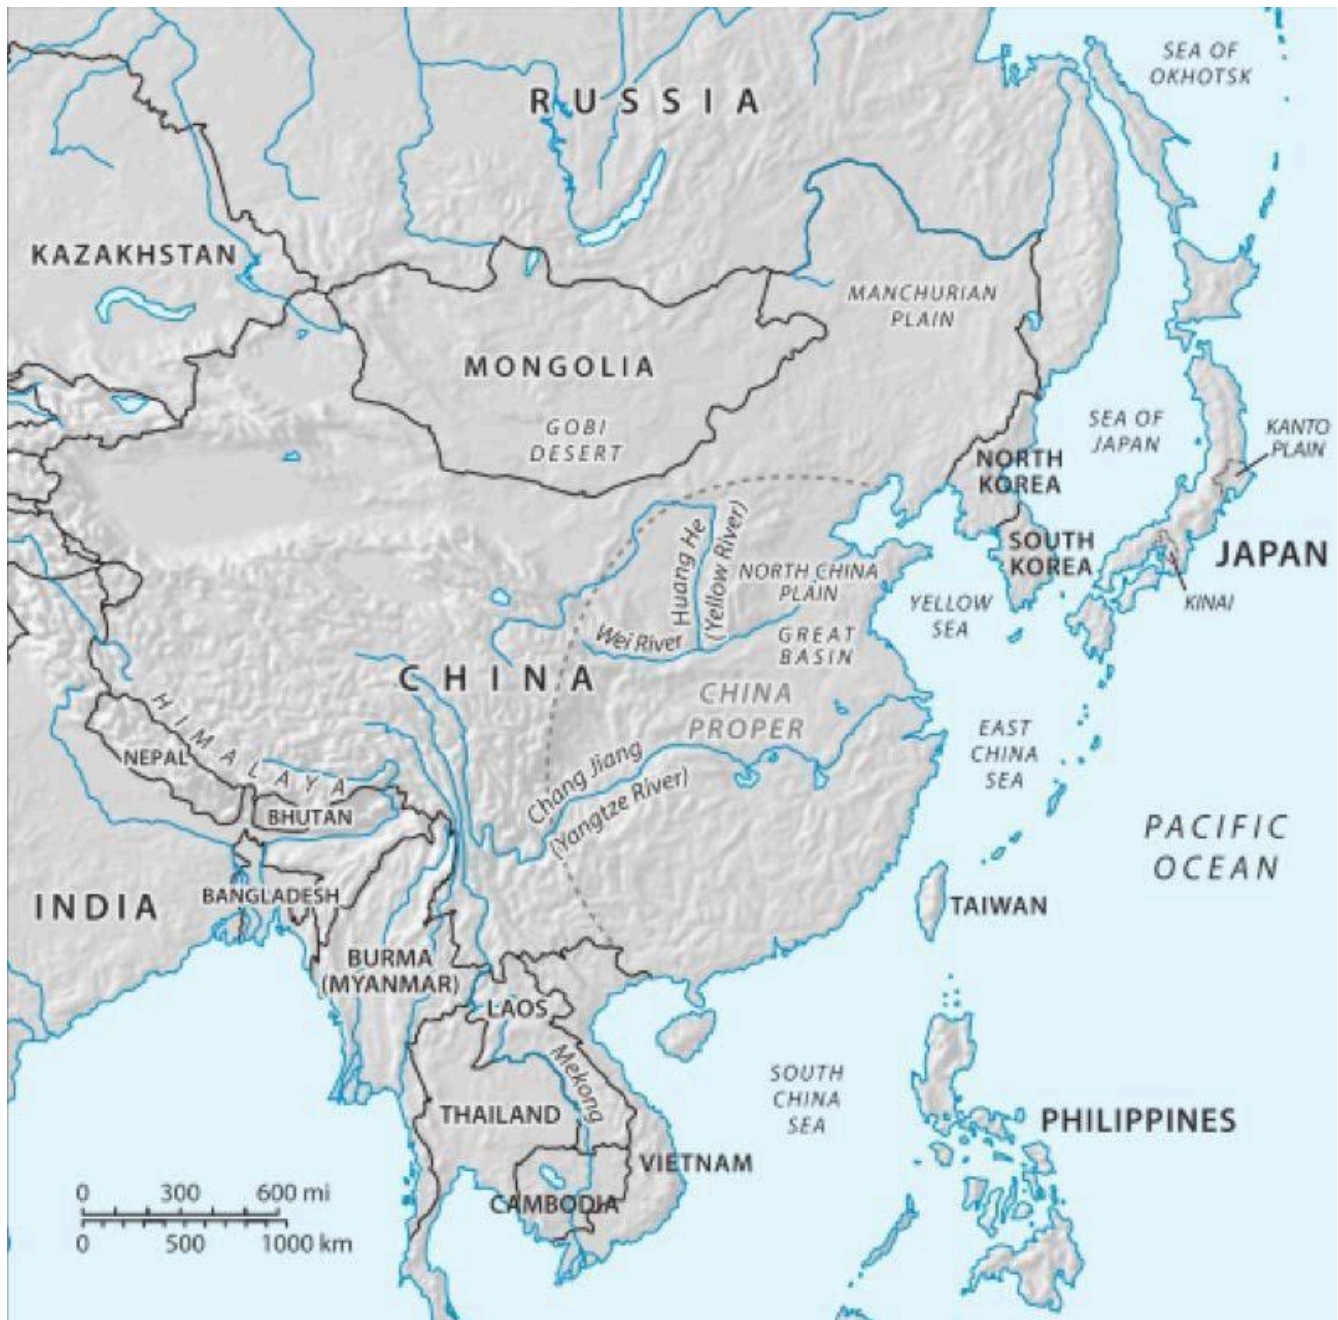 SEA OF
OKHOTSK
RUSSIA
KAZAKHSTAN
MANCHURIAN
PLAIN
MONGOLIA
GOBI
DESERT
SEA OF
JAPAN
KANTO
PLAIN
NORTH
KOREA
SOUTH
KOREA
JAPAN
KINAI
Huang He
(Yellow River)
NORTH CHINA
PLAIN
YELLOW
SEA
Wei River
GREAT
BASIN
CHINA
CHINA
PROPER
HIMALAYA
NEPAL
BHUTAN
Chang Jiang
(Yangtze River)
EAST
CHINA
SEA
PACIFIC
OCEAN
INDIA
BANGLADESH
TAIWAN
BURMA
(MYANMAR)
LAOS
Mekong
SOUTH
CHINA
SEA
THAILAND
PHILIPPINES
VIETNAM
CAMBODIA
0 300 600 mi
0 500 1000 km